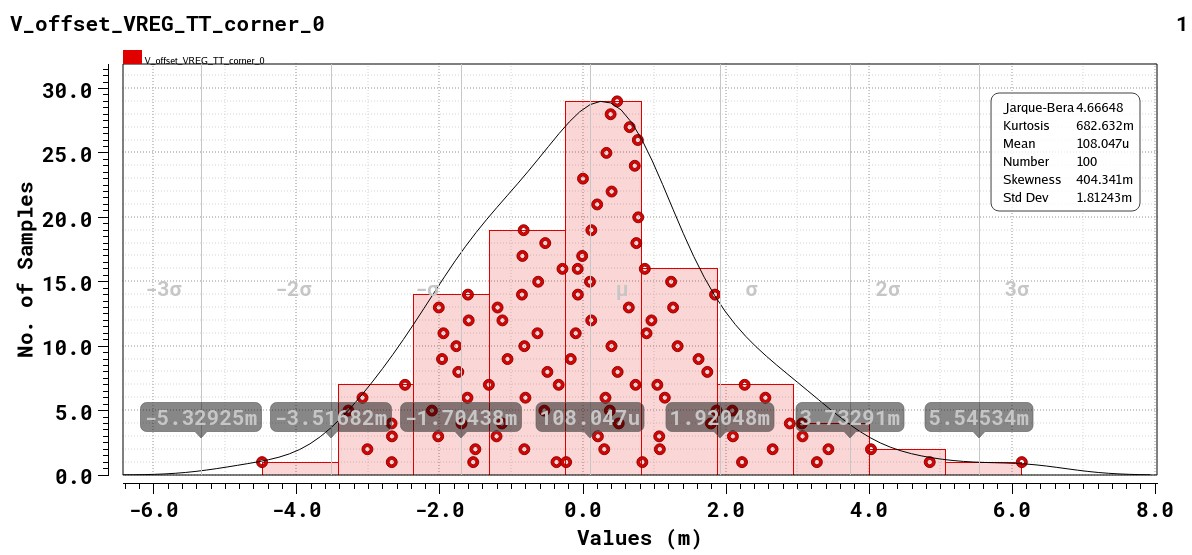 V_offset_VREG_TT_corner_0 1
V_offset_VREG_TT_corner_0
Jarque-Bera 4.66648
Kurtosis 682.632m
Mean 108.047u
Number 100
Skewness 404.341m
Std Dev 1.81243m
No. of Samples
30.0
25.0
20.0
15.0
10.0
5.0
0.0
-3σ -2σ -σ μ σ 2σ 3σ
-5.32925m -3.51682m -1.70438m 108.047u 1.92048m 3.73291m 5.54534m
-6.0 -4.0 -2.0 0.0 2.0 4.0 6.0 8.0
Values (m)